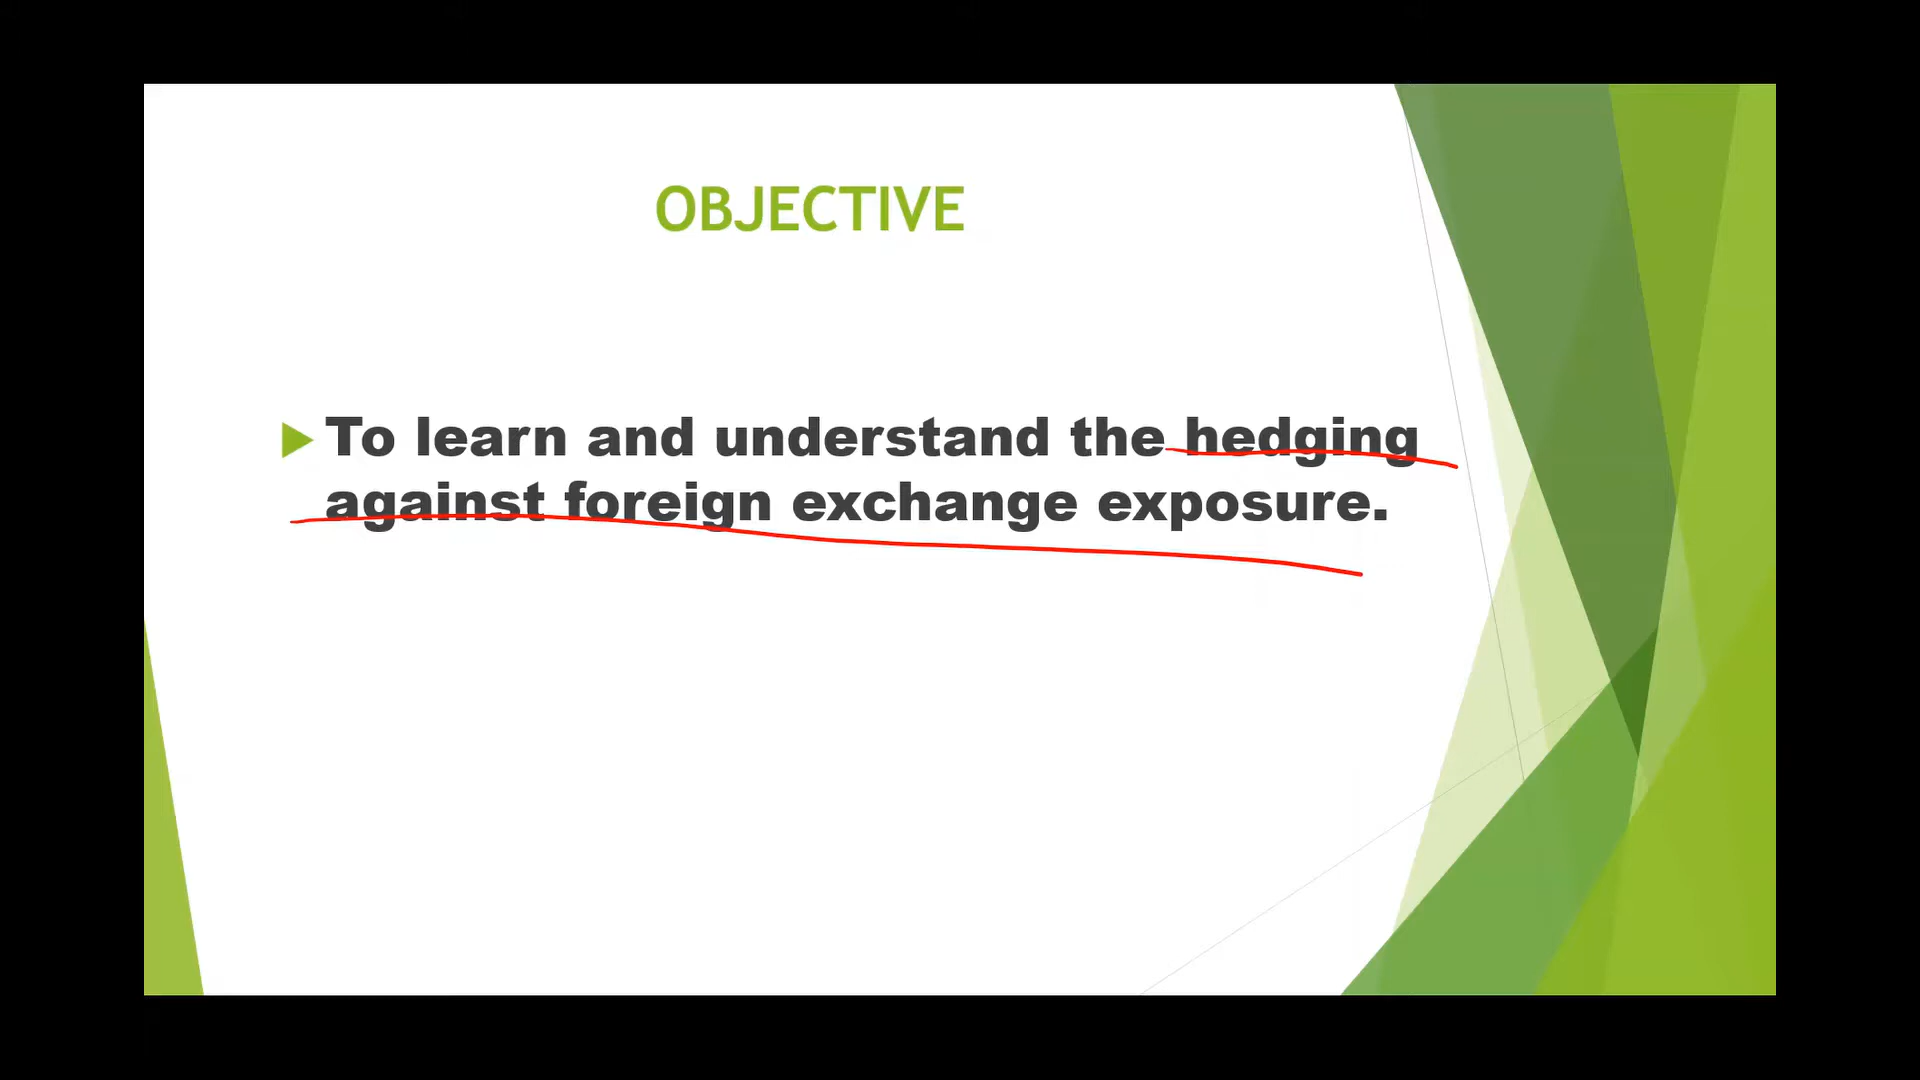 OBJECTIVE
To learn and understand the hedging
against foreign exchange exposure.